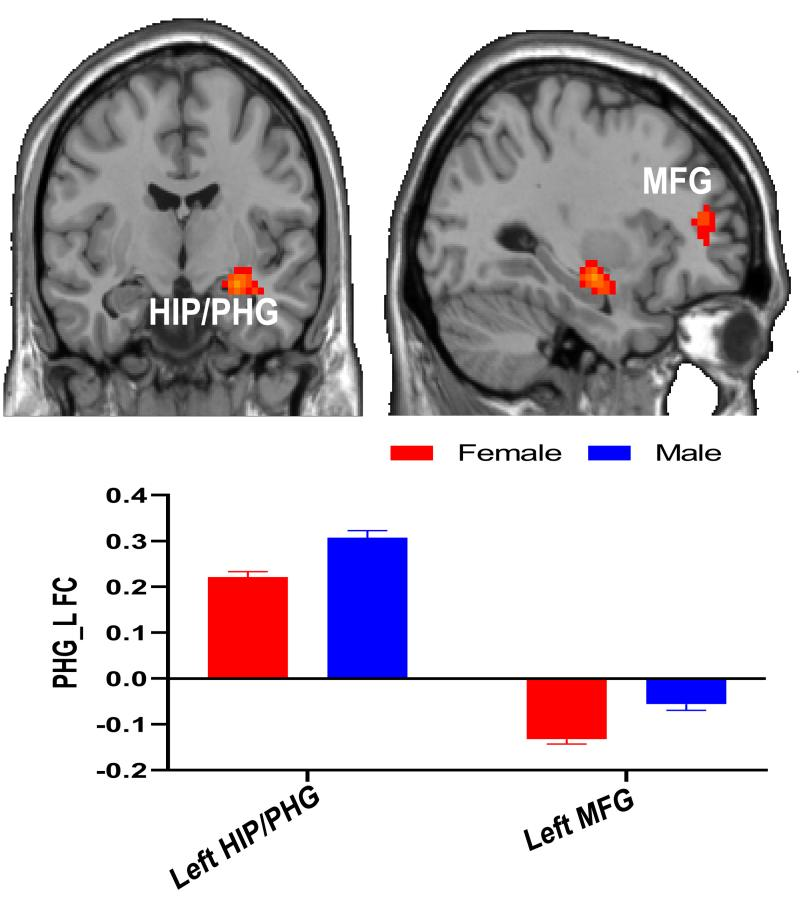 MFG
HIP/PHG
Female Male
0.4
0.3
0.2
0.1
0.0
-0.1
-0.2
PHG_L FC
Left HIP/PHG
Left MFG